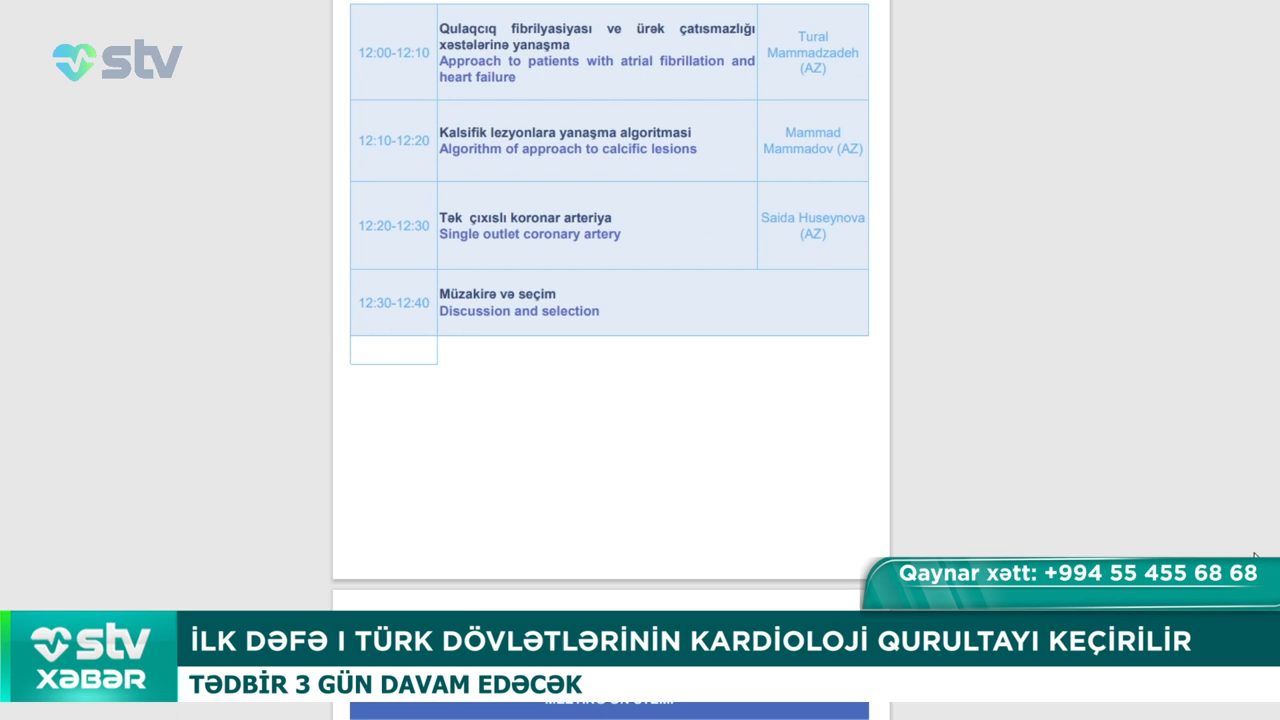 stv
12:00-12:10
Qulaqcıq fibrilyasiyası ve ürək çatısmazlığı
xəstələrinə yanaşma
Approach to patients with atrial fibrillation and
heart failure
Tural
Mammadzadeh
(AZ)
12:10-12:20
Kalsifik lezyonlara yanaşma algoritmasi
Algorithm of approach to calcific lesions
Mammad
Mammadov (AZ)
12:20-12:30
Tək çıxıslı koronar arteriya
Single outlet coronary artery
Saida Huseynova
(AZ)
12:30-12:40
Müzakirə və seçim
Discussion and selection
Qaynar xətt: +994 55 455 68 68
stv
XƏBƏR
İLK DƏFƏ I TÜRK DÖVLƏTLƏRİNİN KARDİOLOJİ QURULTAYI KEÇİRİLİR
TƏDBİR 3 GÜN DAVAM EDƏCƏK